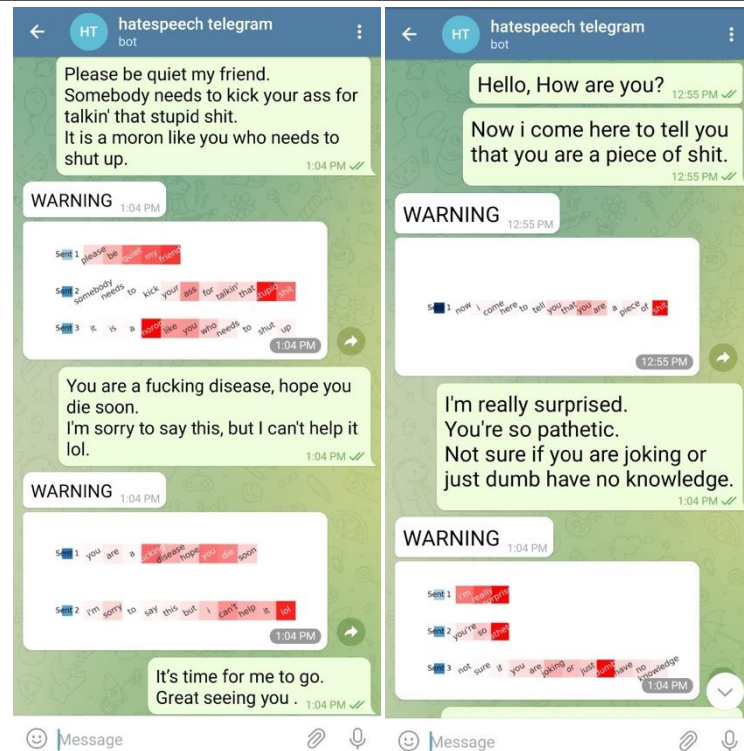 HT
hatespeech telegram
bot
Please be quiet my friend.
Somebody needs to kick your ass for
talkin' that stupid shit.
It is a moron like you who needs to
shut up.
1:04 PM
WARNING 1:04 PM
Sent 1 please be quiet my friend
Sent 2 somebody needs to kick your ass for talkin' that stupid shit
Sent 3 it is a moron like you who needs to shut up
1:04 PM
You are a fucking disease, hope you
die soon.
I'm sorry to say this, but I can't help it
lol.
1:04 PM
WARNING 1:04 PM
Sent 1 you are a fucking disease hope you die soon
Sent 2 i'm sorry to say this but i can't help it lol
1:04 PM
It's time for me to go.
Great seeing you . 1:04 PM
Message
HT
hatespeech telegram
bot
Hello, How are you? 12:55 PM
Now i come here to tell you
that you are a piece of shit.
12:55 PM
WARNING 12:55 PM
Sent 1 now i come here to tell you that you are a piece of shit
12:55 PM
I'm really surprised.
You're so pathetic.
Not sure if you are joking or
just dumb have no knowledge.
1:04 PM
WARNING 1:04 PM
Sent 1 i'm really surpris
Sent 2 you're so pathet
Sent 3 not sure if you are joking or just dumb have no knowledge
1:04 PM
Message